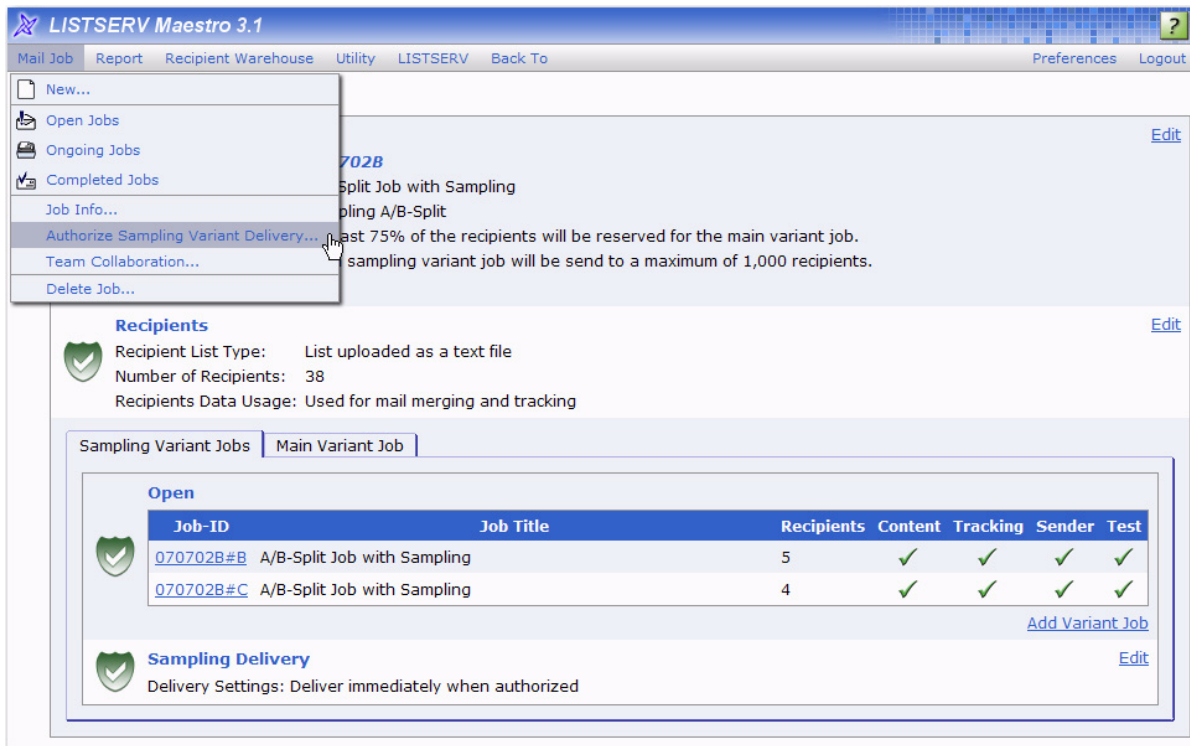 LISTSERV Maestro 3.1
?
Mail Job Report Recipient Warehouse Utility LISTSERV Back To Preferences Logout
New...
Open Jobs
Ongoing Jobs
Completed Jobs
Job Info...
Authorize Sampling Variant Delivery...
Team Collaboration...
Delete Job...
Edit
702B
Split Job with Sampling
pling A/B-Split
ast 75% of the recipients will be reserved for the main variant job.
sampling variant job will be send to a maximum of 1,000 recipients.
Recipients Edit
Recipient List Type: List uploaded as a text file
Number of Recipients: 38
Recipients Data Usage: Used for mail merging and tracking
Sampling Variant Jobs Main Variant Job
Open
Job-ID Job Title Recipients Content Tracking Sender Test
070702B#B A/B-Split Job with Sampling 5
070702B#C A/B-Split Job with Sampling 4
Add Variant Job
Sampling Delivery Edit
Delivery Settings: Deliver immediately when authorized